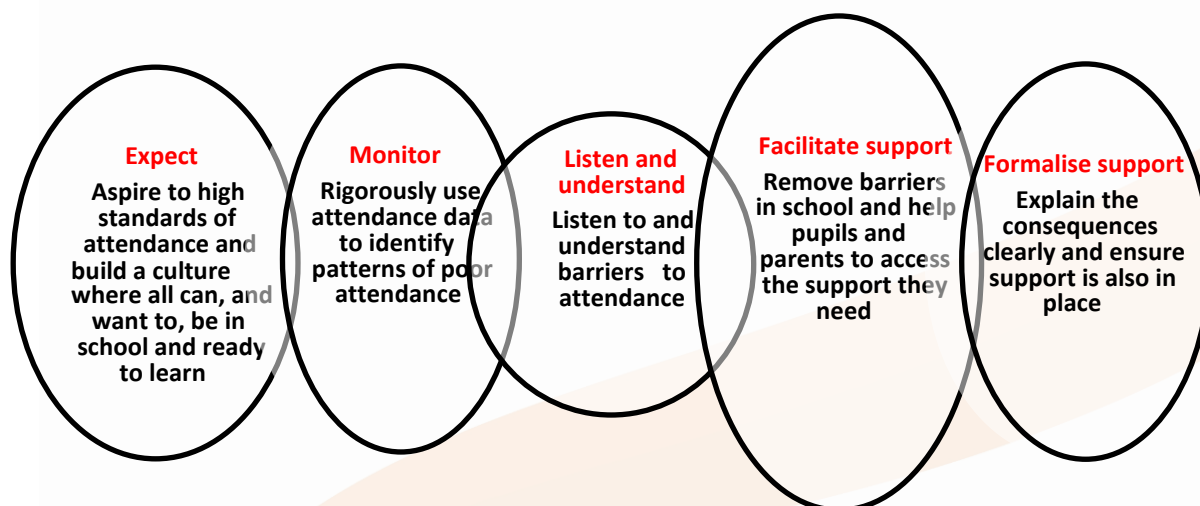 Expect
Aspire to high
standards of
attendance and
build a culture
where all can, and
want to, be in
school and ready
to learn
Monitor
Rigorously use
attendance data
to identify
patterns of poor
attendance
Listen and
understand
Listen to and
understand
barriers to
attendance
Facilitate support
Remove barriers
in school and help
pupils and
parents to access
the support they
need
Formalise support
Explain the
consequences
clearly and ensure
support is also in
place